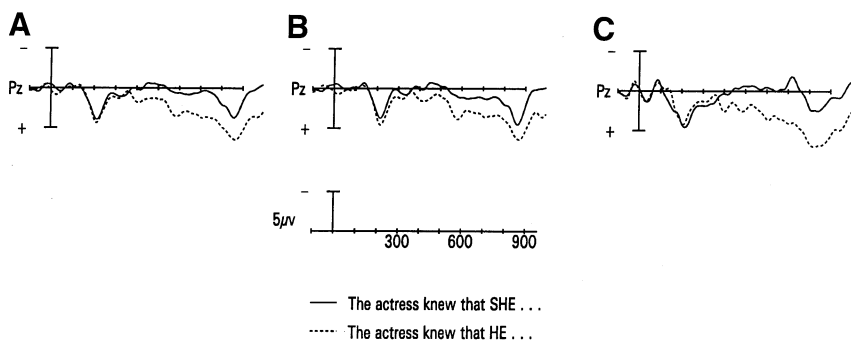 A B C
− − −
Pz Pz Pz
+ + +
−
5μv
300 600 900
The actress knew that SHE . . .
The actress knew that HE . . .